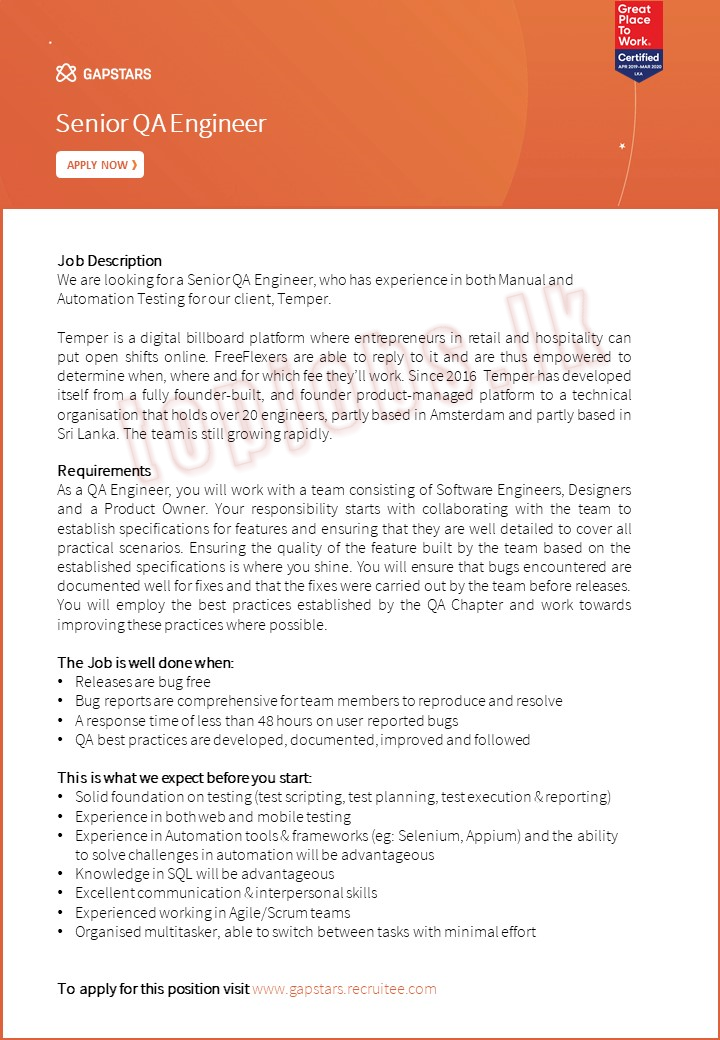 Great
Place
To
Work®
Certified
APR 2019-MAR 2020
LKA
GAPSTARS
Senior QA Engineer
APPLY NOW ❯
Job Description
We are looking for a Senior QA Engineer, who has experience in both Manual and
Automation Testing for our client, Temper.
Temper is a digital billboard platform where entrepreneurs in retail and hospitality can
put open shifts online. FreeFlexers are able to reply to it and are thus empowered to
determine when, where and for which fee they'll work. Since 2016 Temper has developed
itself from a fully founder-built, and founder product-managed platform to a technical
organisation that holds over 20 engineers, partly based in Amsterdam and partly based in
Sri Lanka. The team is still growing rapidly.
topjobs.lk
Requirements
As a QA Engineer, you will work with a team consisting of Software Engineers, Designers
and a Product Owner. Your responsibility starts with collaborating with the team to
establish specifications for features and ensuring that they are well detailed to cover all
practical scenarios. Ensuring the quality of the feature built by the team based on the
established specifications is where you shine. You will ensure that bugs encountered are
documented well for fixes and that the fixes were carried out by the team before releases.
You will employ the best practices established by the QA Chapter and work towards
improving these practices where possible.
The Job is well done when:
• Releases are bug free
• Bug reports are comprehensive for team members to reproduce and resolve
• A response time of less than 48 hours on user reported bugs
• QA best practices are developed, documented, improved and followed
This is what we expect before you start:
• Solid foundation on testing (test scripting, test planning, test execution & reporting)
• Experience in both web and mobile testing
• Experience in Automation tools & frameworks (eg: Selenium, Appium) and the ability
to solve challenges in automation will be advantageous
• Knowledge in SQL will be advantageous
• Excellent communication & interpersonal skills
• Experienced working in Agile/Scrum teams
• Organised multitasker, able to switch between tasks with minimal effort
To apply for this position visit www.gapstars.recruitee.com